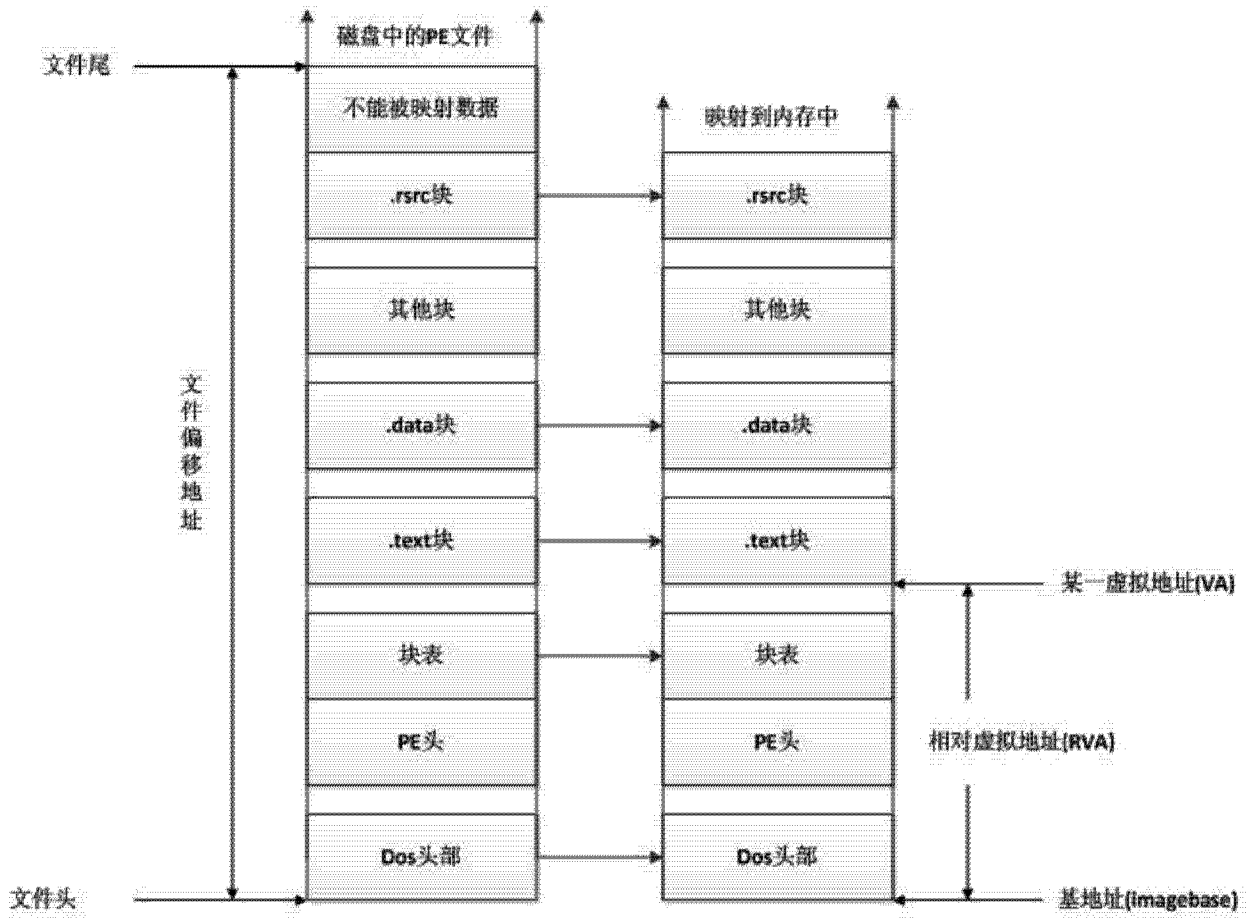 磁盘中的PE文件
文件尾
不能被映射数据
映射到内存中
.rsrc块
.rsrc块
其他块
其他块
文件偏移地址
.data块
.data块
.text块
.text块
某一虚拟地址(VA)
块表
块表
PE头
PE头
相对虚拟地址(RVA)
Dos头部
Dos头部
文件头
基地址(imagebase)